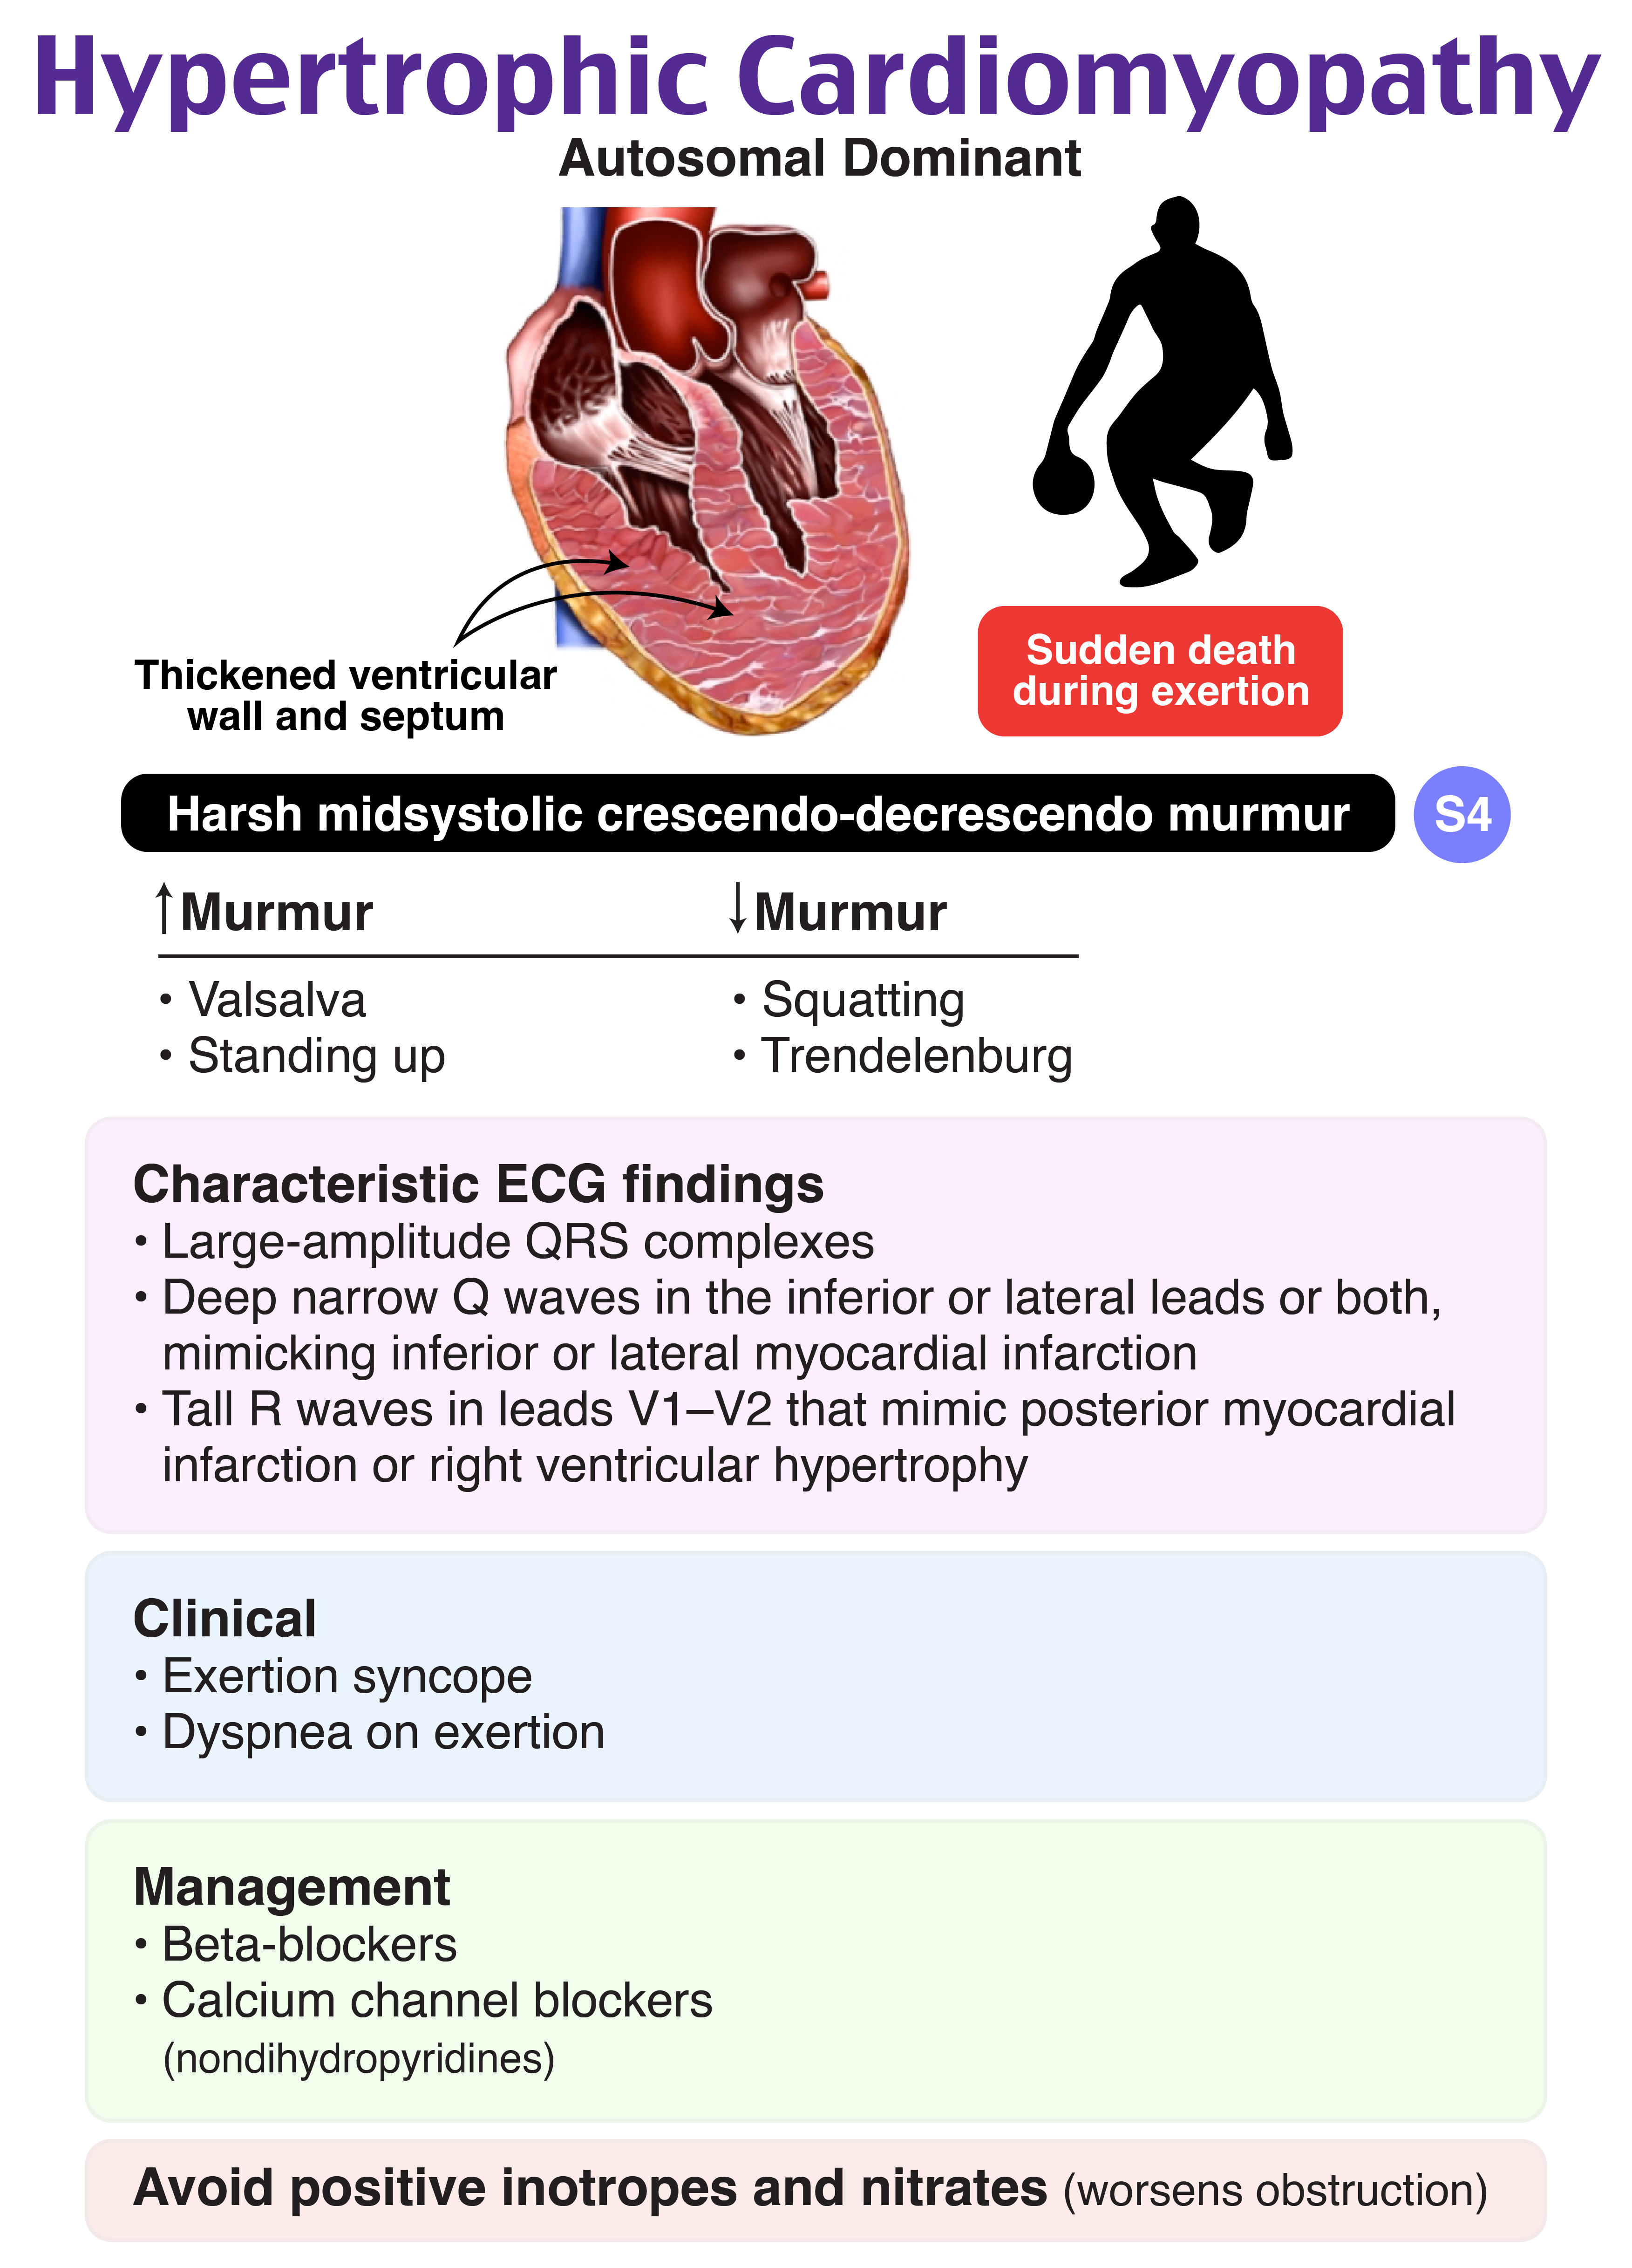 Hypertrophic Cardiomyopathy
Autosomal Dominant
Thickened ventricular
wall and septum
Sudden death
during exertion
Harsh midsystolic crescendo-decrescendo murmur
S4
↑Murmur
↓Murmur
• Valsalva
• Squatting
• Standing up
• Trendelenburg
Characteristic ECG findings
• Large-amplitude QRS complexes
• Deep narrow Q waves in the inferior or lateral leads or both,
mimicking inferior or lateral myocardial infarction
• Tall R waves in leads V1–V2 that mimic posterior myocardial
infarction or right ventricular hypertrophy
Clinical
• Exertion syncope
• Dyspnea on exertion
Management
• Beta-blockers
• Calcium channel blockers
(nondihydropyridines)
Avoid positive inotropes and nitrates (worsens obstruction)